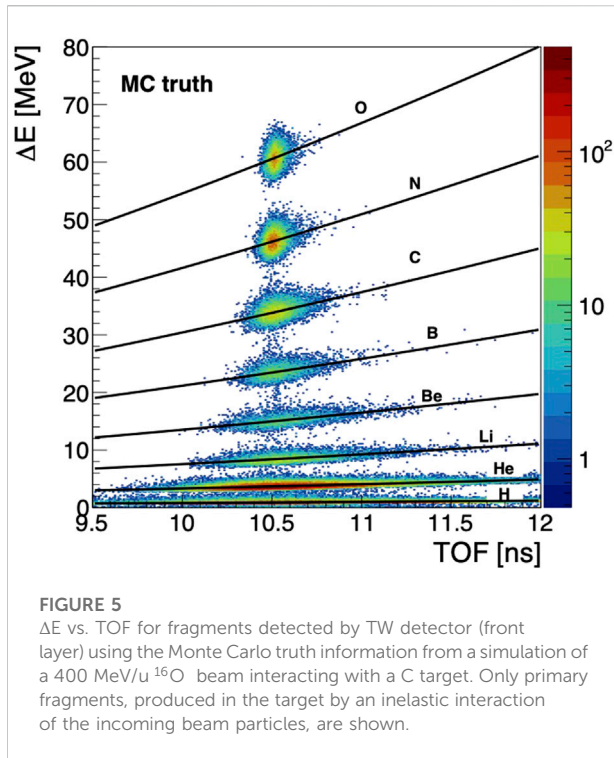 80
70
60
50
40
30
20
10
0
ΔE [MeV]
MC truth
O
N
C
B
Be
Li
He
H
10²
10
1
9.5 10 10.5 11 11.5 12
TOF [ns]
FIGURE 5
ΔE vs. TOF for fragments detected by TW detector (front
layer) using the Monte Carlo truth information from a simulation of
a 400 MeV/u ¹⁶O beam interacting with a C target. Only primary
fragments, produced in the target by an inelastic interaction
of the incoming beam particles, are shown.